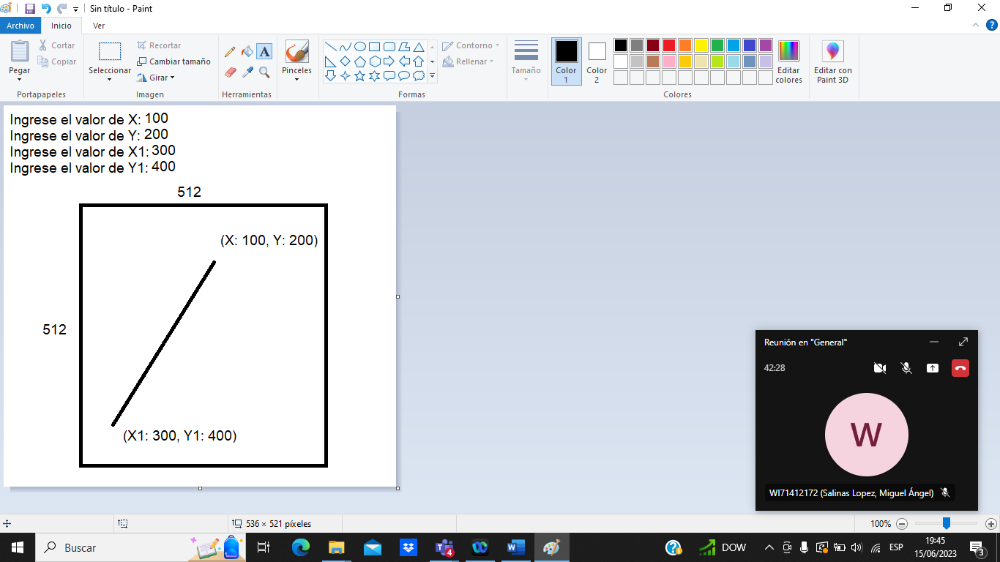 Sin título - Paint
Archivo Inicio Ver
Pegar
Cortar
Copiar
Portapapeles
Seleccionar
Recortar
Cambiar tamaño
Girar
Imagen
A
Herramientas
Pinceles
Contorno
Rellenar
Formas
Tamaño
Color 1
Color 2
Editar colores
Colores
Editar con Paint 3D
Ingrese el valor de X: 100
Ingrese el valor de Y: 200
Ingrese el valor de X1: 300
Ingrese el valor de Y1: 400
512
(X: 100, Y: 200)
512
(X1: 300, Y1: 400)
Reunión en "General"
42:28
W
WI71412172 (Salinas Lopez, Miguel Ángel)
536 × 521 píxeles
100%
Buscar
4
W
DOW
ESP
19:45
15/06/2023
3